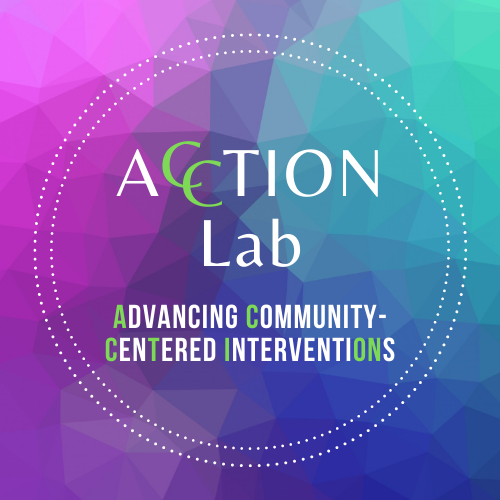 ACCTION
Lab
ADVANCING COMMUNITY-
CENTERED INTERVENTIONS